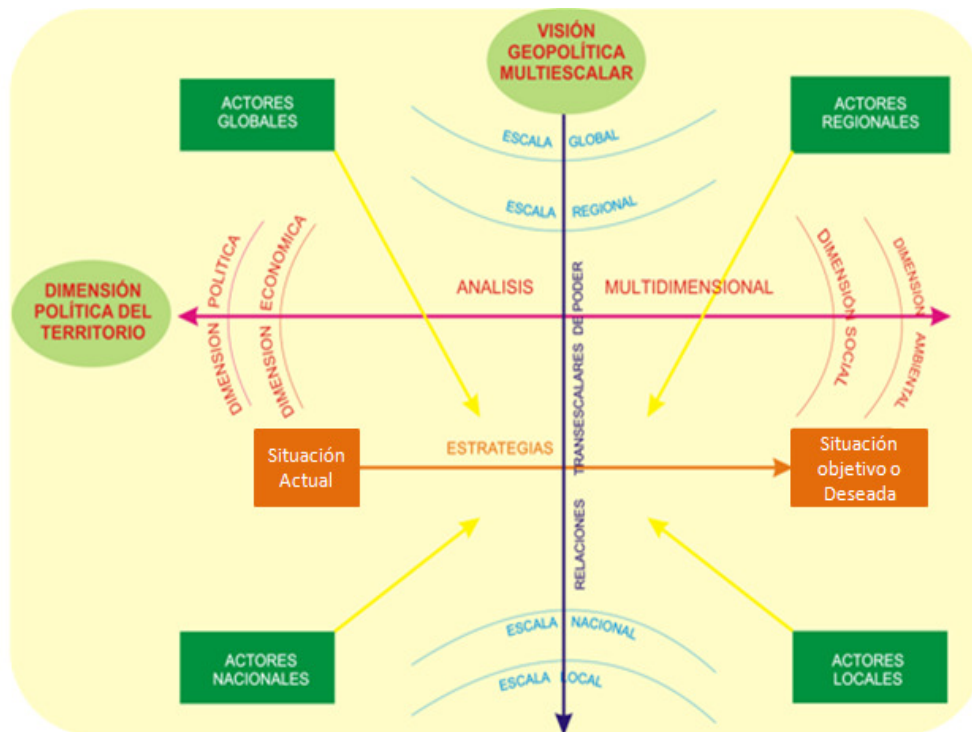 VISIÓN
GEOPOLÍTICA
MULTIESCALAR
ACTORES
GLOBALES
ACTORES
REGIONALES
ESCALA GLOBAL
ESCALA REGIONAL
DIMENSIÓN
POLÍTICA DEL
TERRITORIO
DIMENSION POLITICA
DIMENSION ECONOMICA
ANALISIS MULTIDIMENSIONAL
DIMENSIÓN SOCIAL
DIMENSION AMBIENTAL
RELACIONES TRANSESCALARES DE PODER
Situación
Actual
ESTRATEGIAS
Situación
objetivo o
Deseada
ESCALA NACIONAL
ESCALA LOCAL
ACTORES
NACIONALES
ACTORES
LOCALES